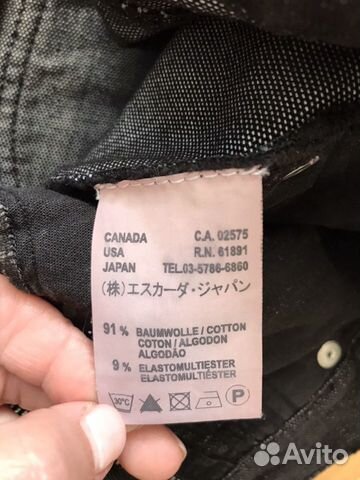 CANADA C.A. 02575
USA R.N. 61891
JAPAN TEL.03-5786-6860
(株)エスカーダ・ジャパン
91% BAUMWOLLE / COTTON
COTON / ALGODON
ALGODÃO
9% ELASTOMULTIESTER
ELASTOMULTIÉSTER
30°C P
Avito